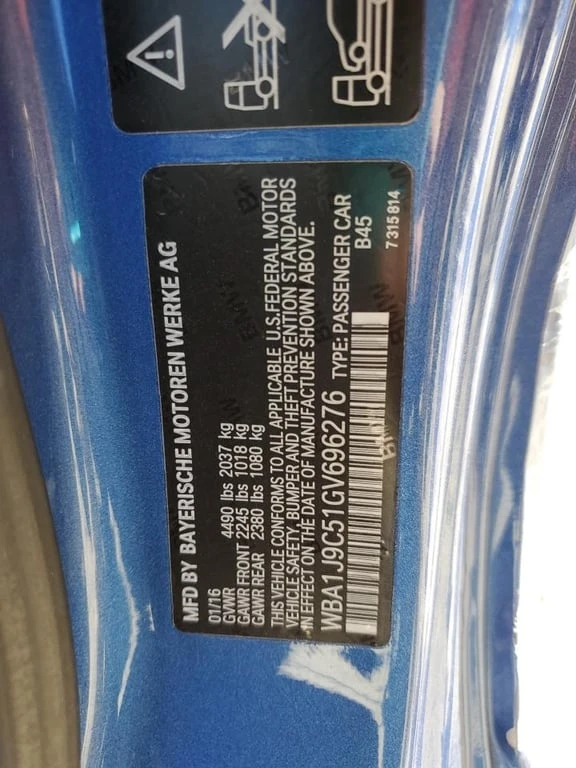 MFD BY BAYERISCHE MOTOREN WERKE AG
01/16
GVWR 4490 lbs 2037 kg
GAWR FRONT 2245 lbs 1018 kg
GAWR REAR 2380 lbs 1080 kg
THIS VEHICLE CONFORMS TO ALL APPLICABLE U.S.FEDERAL MOTOR
VEHICLE SAFETY, BUMPER AND THEFT PREVENTION STANDARDS
IN EFFECT ON DATE OF MANUFACTURE SHOWN ABOVE.
WBA1J9C51GV696276 TYPE: PASSENGER CAR
B45
7 315 814